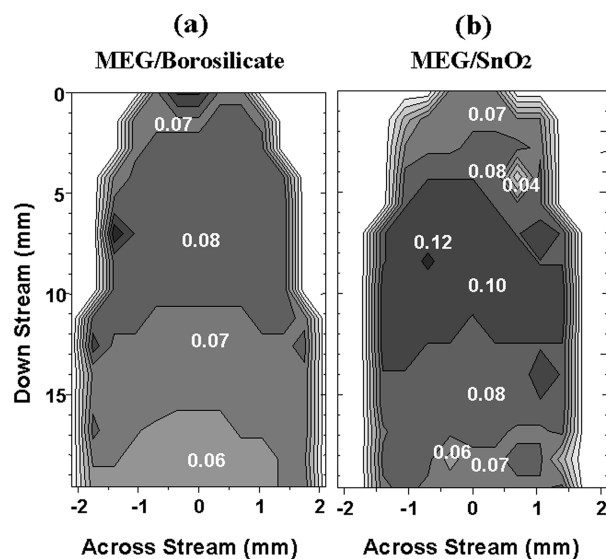 (a)
(b)
MEG/Borosilicate
MEG/SnO2
0
5
10
15
Down Stream (mm)
0.07
0.08
0.07
0.06
0.07
0.08
0.04
0.12
0.10
0.08
0.06
0.07
-2 -1 0 1 2
-2 -1 0 1 2
Across Stream (mm)
Across Stream (mm)